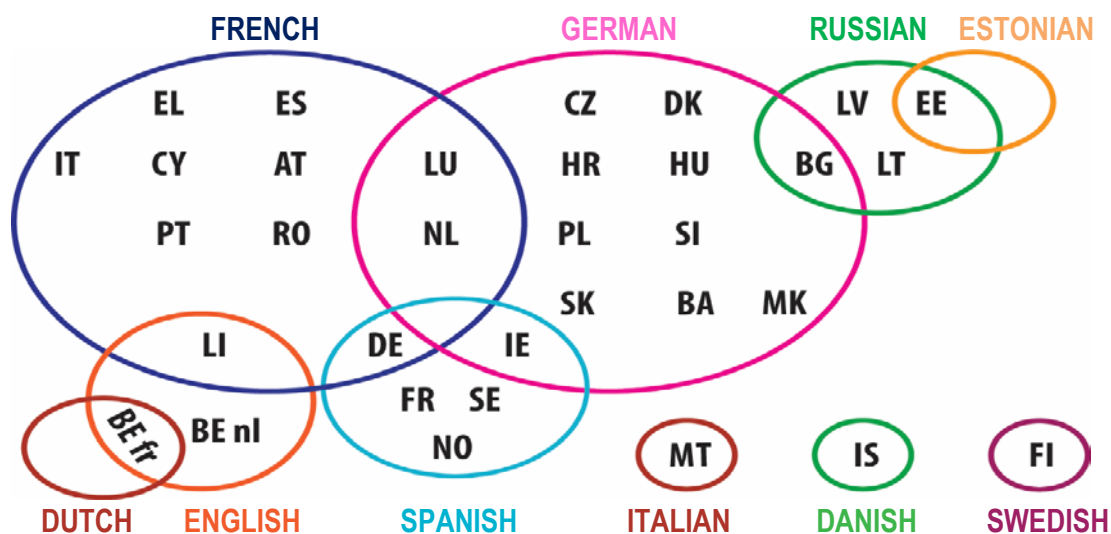 FRENCH GERMAN RUSSIAN ESTONIAN
EL ES CZ DK LV EE
IT CY AT LU HR HU BG LT
PT RO NL PL SI
SK BA MK
LI DE IE
FR SE
BE fr BE nl NO MT IS FI
DUTCH ENGLISH SPANISH ITALIAN DANISH SWEDISH